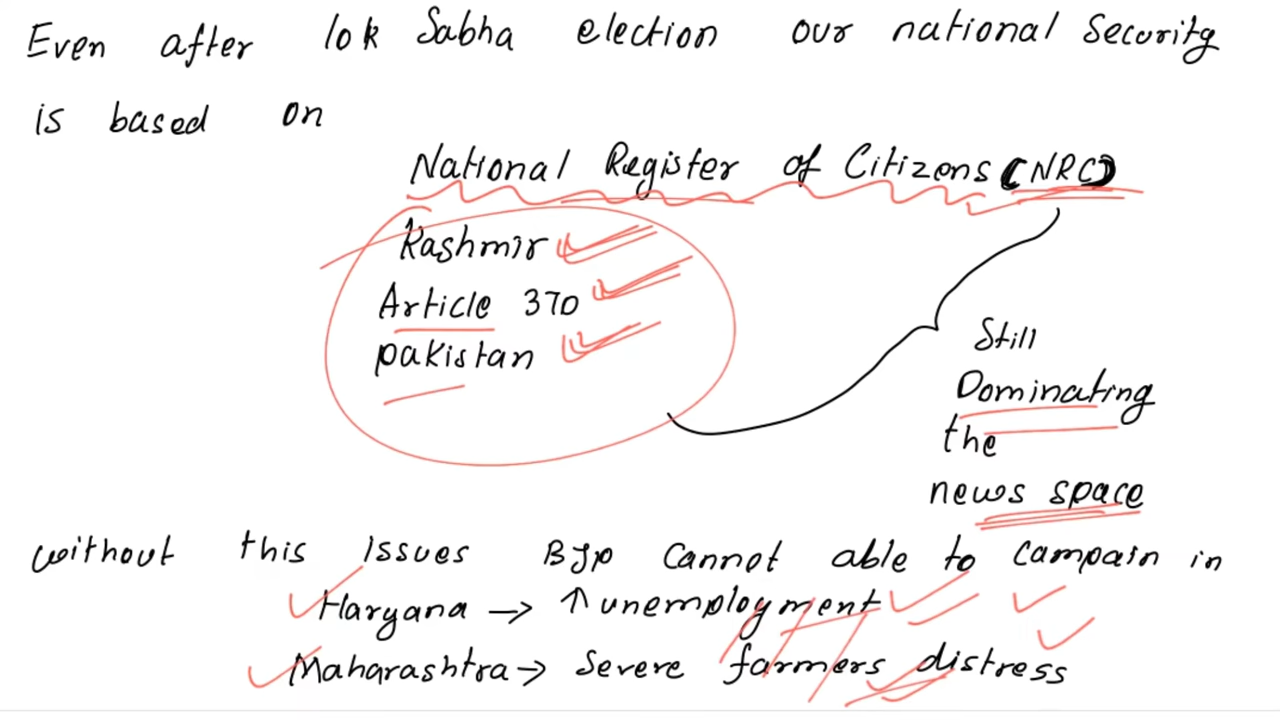 Even after lok Sabha election our national Security
is based on
National Register of Citizens (NRC)
Kashmir
Article 370
pakistan
Still
Dominating
the
news space
without this issues BJP cannot able to campain in
Haryana → ↑ unemployment
Maharashtra → Severe farmers distress